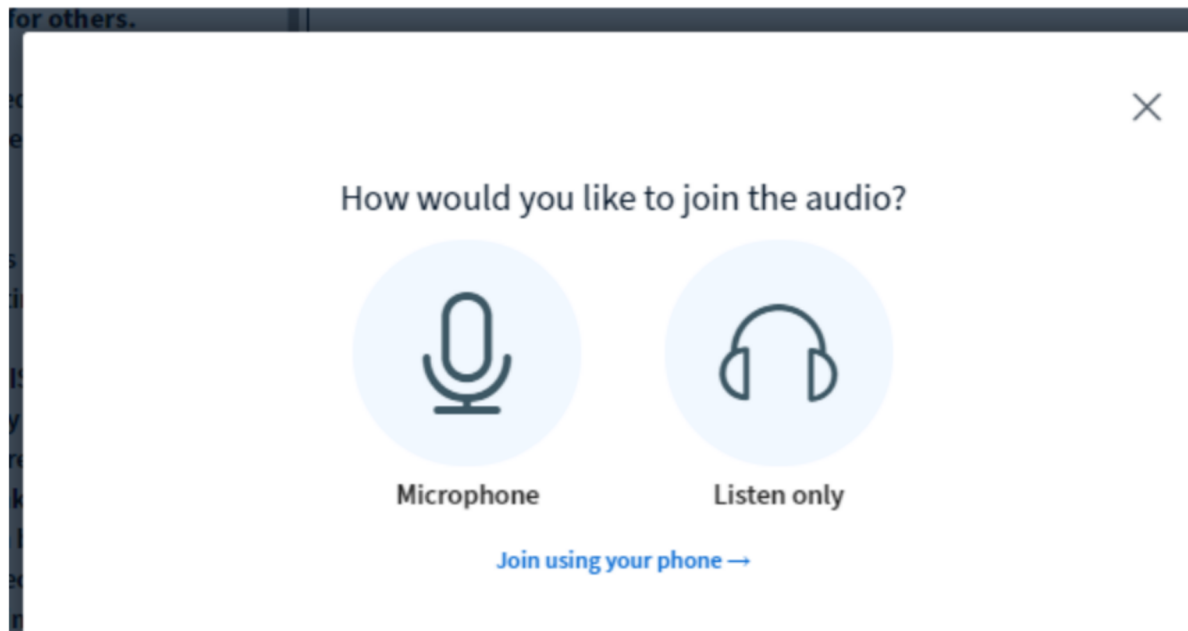 for others.
How would you like to join the audio?
Microphone
Listen only
Join using your phone →